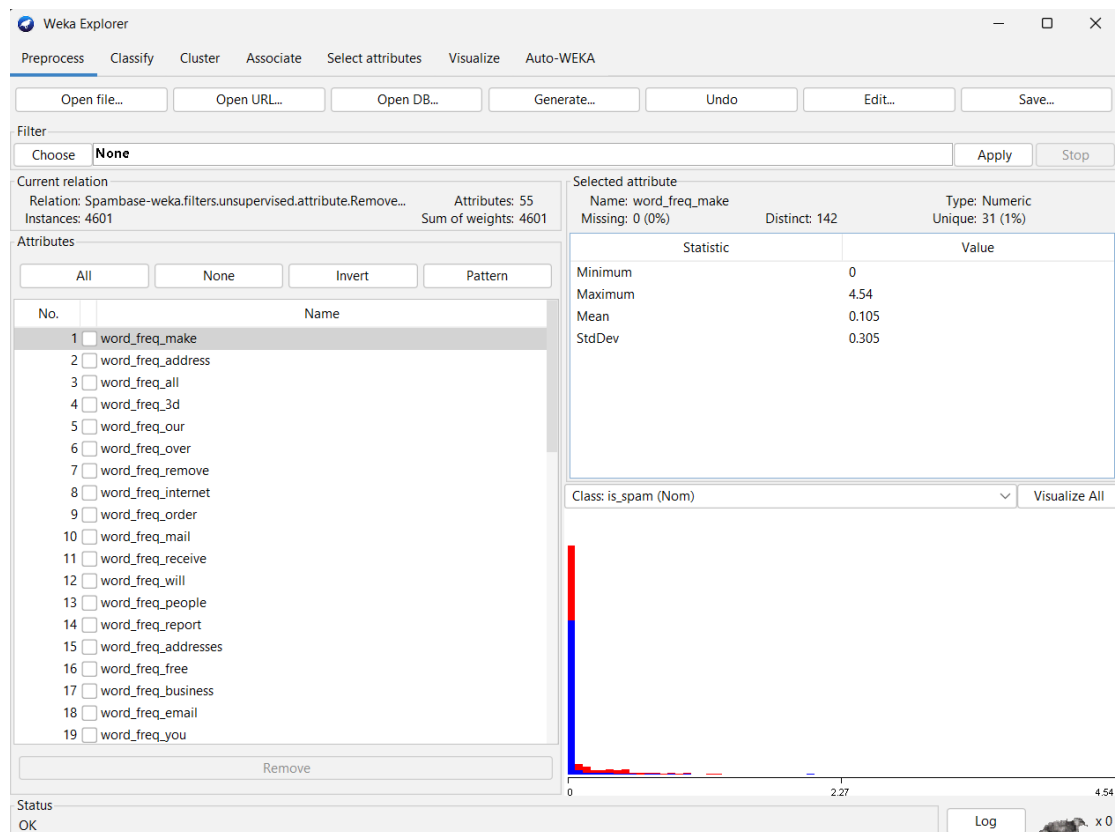 Weka Explorer
Preprocess Classify Cluster Associate Select attributes Visualize Auto-WEKA
Open file... Open URL... Open DB... Generate... Undo Edit... Save...
Filter
Choose None Apply Stop
Current relation
Relation: Spambase-weka.filters.unsupervised.attribute.Remove... Attributes: 55
Instances: 4601 Sum of weights: 4601
Attributes
All None Invert Pattern
No. Name
1 word_freq_make
2 word_freq_address
3 word_freq_all
4 word_freq_3d
5 word_freq_our
6 word_freq_over
7 word_freq_remove
8 word_freq_internet
9 word_freq_order
10 word_freq_mail
11 word_freq_receive
12 word_freq_will
13 word_freq_people
14 word_freq_report
15 word_freq_addresses
16 word_freq_free
17 word_freq_business
18 word_freq_email
19 word_freq_you
Remove
Selected attribute
Name: word_freq_make Type: Numeric
Missing: 0 (0%) Distinct: 142 Unique: 31 (1%)
Statistic Value
Minimum 0
Maximum 4.54
Mean 0.105
StdDev 0.305
Class: is_spam (Nom) Visualize All
0 2.27 4.54
Status
OK Log x 0